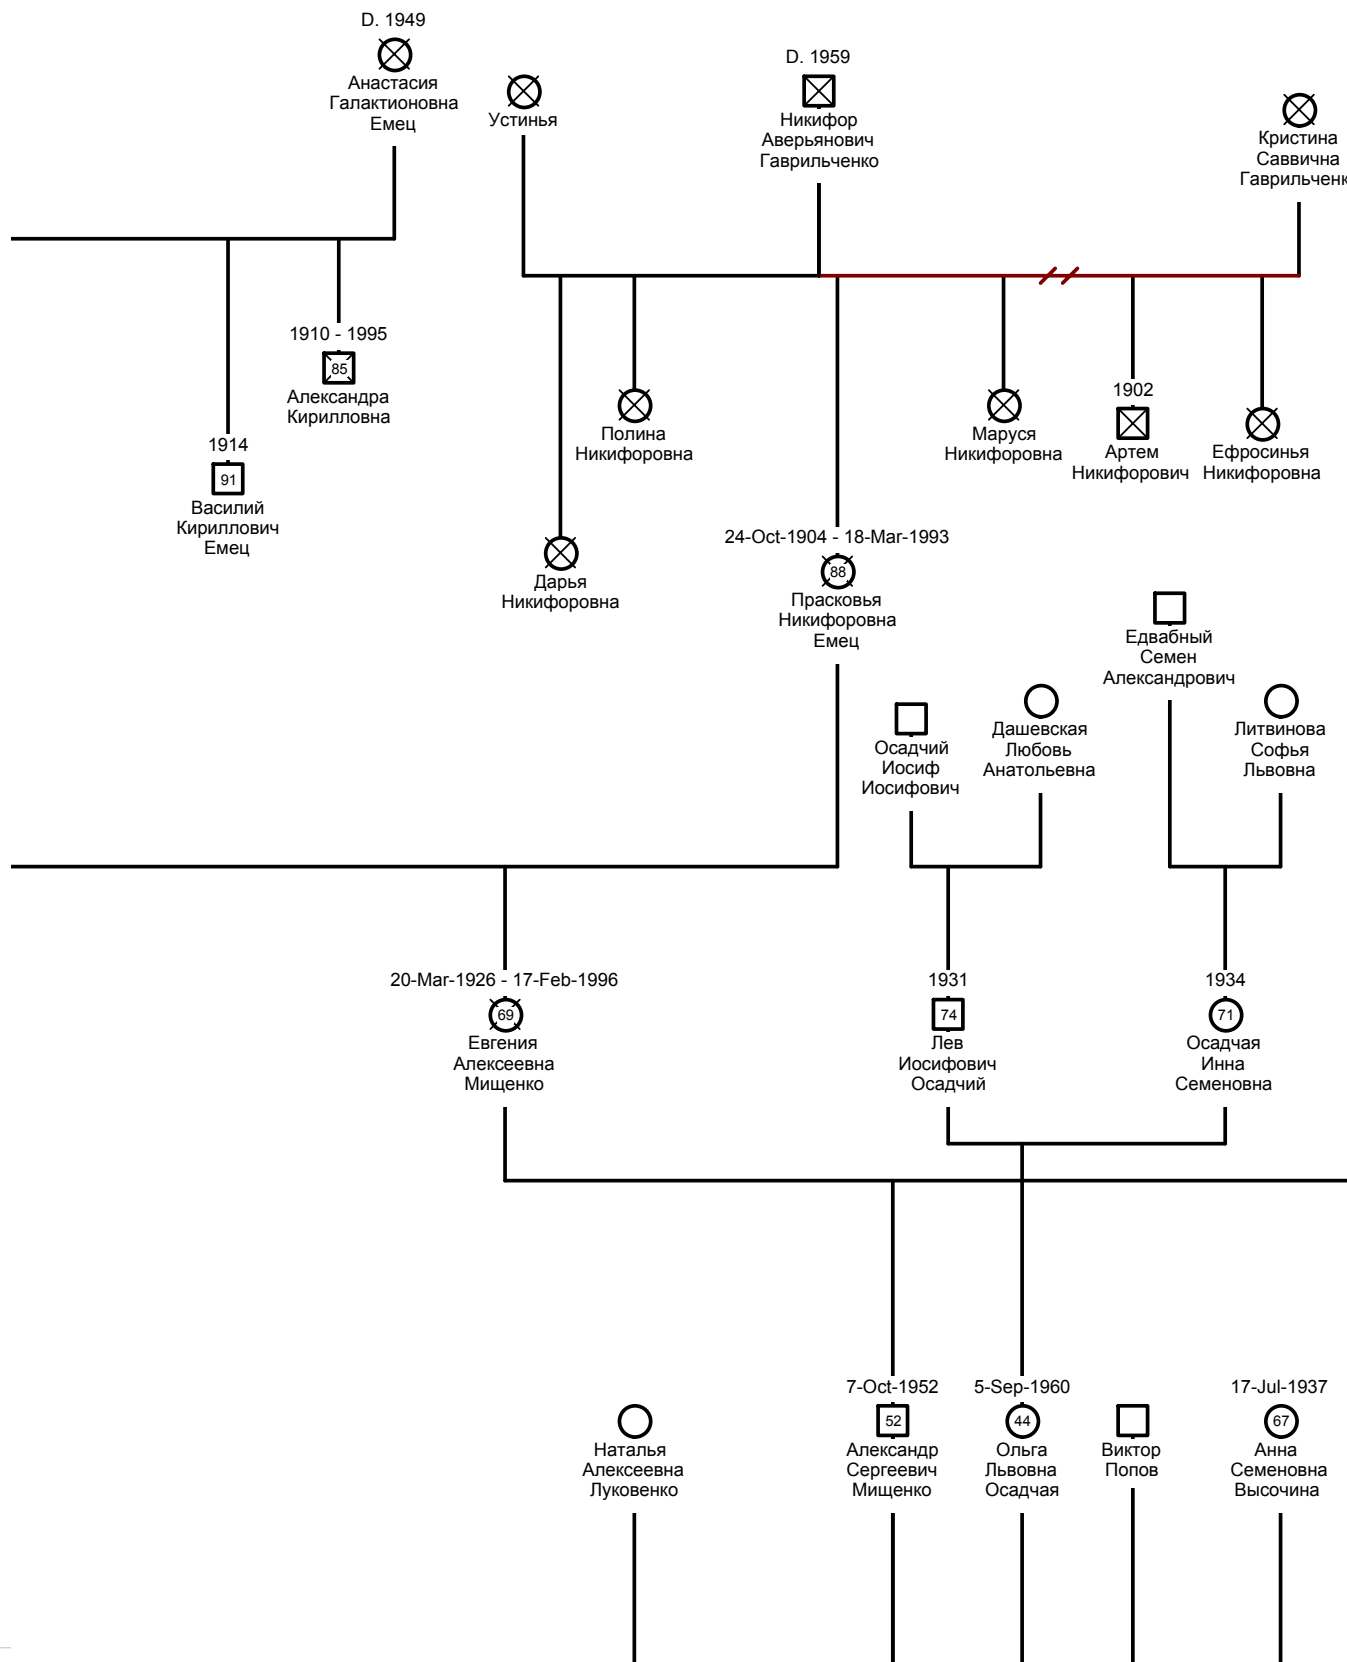 D. 1949
Анастасия
Галактионовна
Емец
Устинья
D. 1959
Никифор
Аверьянович
Гаврильченко
Кристина
Саввична
Гаврильченк
1910 - 1995
85
Александра
Кирилловна
1914
91
Василий
Кириллович
Емец
Полина
Никифоровна
Дарья
Никифоровна
24-Oct-1904 - 18-Mar-1993
88
Прасковья
Никифоровна
Емец
Маруся
Никифоровна
1902
Артем
Никифорович
Ефросинья
Никифоровна
Едвабный
Семен
Александрович
Осадчий
Иосиф
Иосифович
Дашевская
Любовь
Анатольевна
Литвинова
Софья
Львовна
20-Mar-1926 - 17-Feb-1996
69
Евгения
Алексеевна
Мищенко
1931
74
Лев
Иосифович
Осадчий
1934
71
Осадчая
Инна
Семеновна
Наталья
Алексеевна
Луковенко
7-Oct-1952
52
Александр
Сергеевич
Мищенко
5-Sep-1960
44
Ольга
Львовна
Осадчая
Виктор
Попов
17-Jul-1937
67
Анна
Семеновна
Высочина